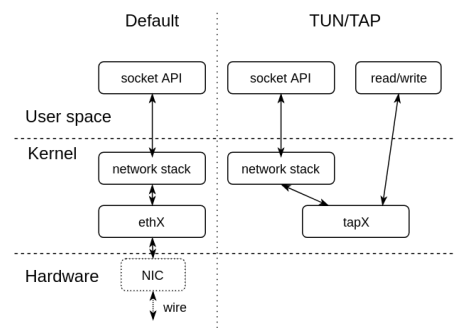 Default
TUN/TAP
socket API
socket API
read/write
User space
Kernel
network stack
network stack
ethX
tapX
Hardware
NIC
wire